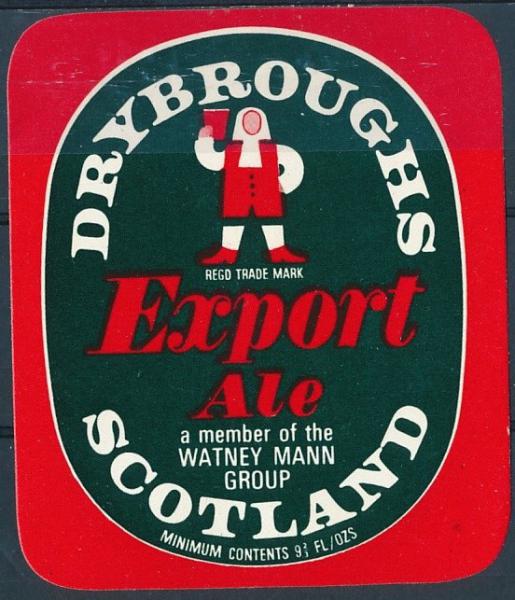 DRYBROUGHS
REGD TRADE MARK
Export
Ale
a member of the
WATNEY MANN
GROUP
SCOTLAND
MINIMUM CONTENTS 9⅔ FL/OZS